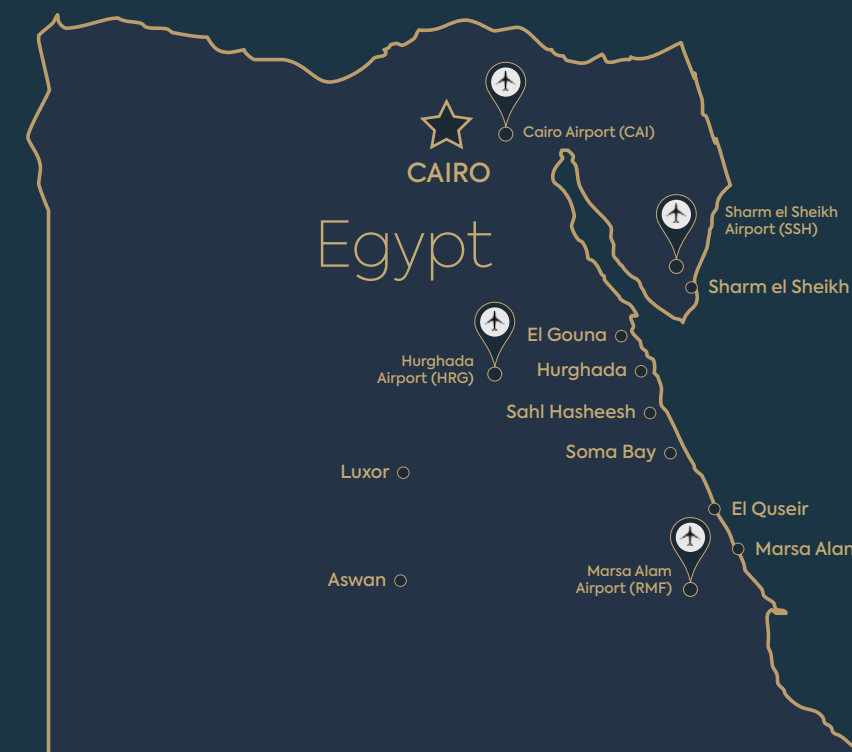 Cairo Airport (CAI)
CAIRO
Sharm el Sheikh
Airport (SSH)
Egypt
Sharm el Sheikh
El Gouna
Hurghada
Airport (HRG)
Hurghada
Sahl Hasheesh
Soma Bay
Luxor
El Quseir
Marsa Alam
Marsa Alam
Airport (RMF)
Aswan